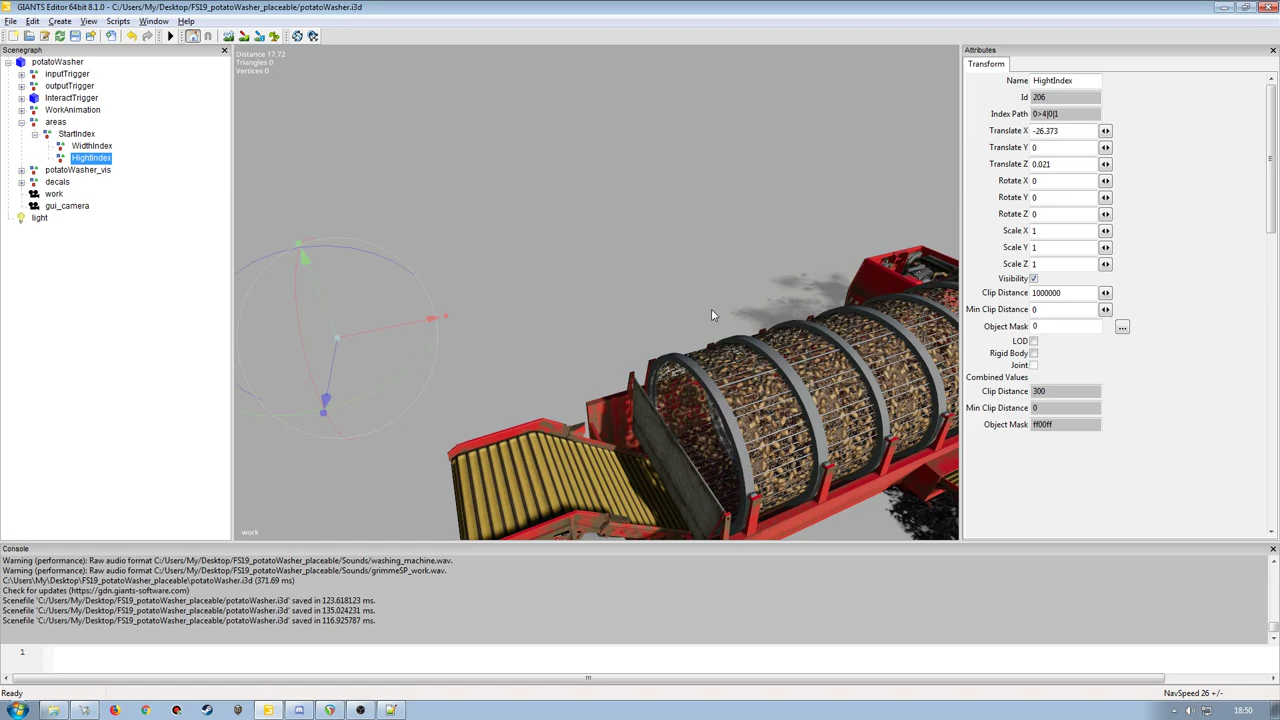 GIANTS Editor 64bit 8.1.0 - C:/Users/My/Desktop/FS19_potatoWasher_placeable/potatoWasher.i3d
File Edit Create View Scripts Window Help
Scenegraph
potatoWasher
inputTrigger
outputTrigger
InteractTrigger
WorkAnimation
areas
StartIndex
WidthIndex
HightIndex
potatoWasher_vis
decals
work
gui_camera
light
Distance 17.72
Triangles 0
Vertices 0
work
Attributes
Transform
Name HightIndex
Id 206
Index Path 0>4|0|1
Translate X -26.373
Translate Y 0
Translate Z 0.021
Rotate X 0
Rotate Y 0
Rotate Z 0
Scale X 1
Scale Y 1
Scale Z 1
Visibility
Clip Distance 1000000
Min Clip Distance 0
Object Mask 0 ...
LOD
Rigid Body
Joint
Combined Values
Clip Distance 300
Min Clip Distance 0
Object Mask ff00ff
Console
Warning (performance): Raw audio format C:/Users/My/Desktop/FS19_potatoWasher_placeable/Sounds/washing_machine.wav.
Warning (performance): Raw audio format C:/Users/My/Desktop/FS19_potatoWasher_placeable/Sounds/grimmeSP_work.wav.
C:\Users\My\Desktop\FS19_potatoWasher_placeable\potatoWasher.i3d (371.69 ms)
Check for updates (https://gdn.giants-software.com)
Scenefile 'C:/Users/My/Desktop/FS19_potatoWasher_placeable/potatoWasher.i3d' saved in 123.618123 ms.
Scenefile 'C:/Users/My/Desktop/FS19_potatoWasher_placeable/potatoWasher.i3d' saved in 135.024231 ms.
Scenefile 'C:/Users/My/Desktop/FS19_potatoWasher_placeable/potatoWasher.i3d' saved in 116.925787 ms.
1
Ready
NavSpeed 26 +/-
18:50